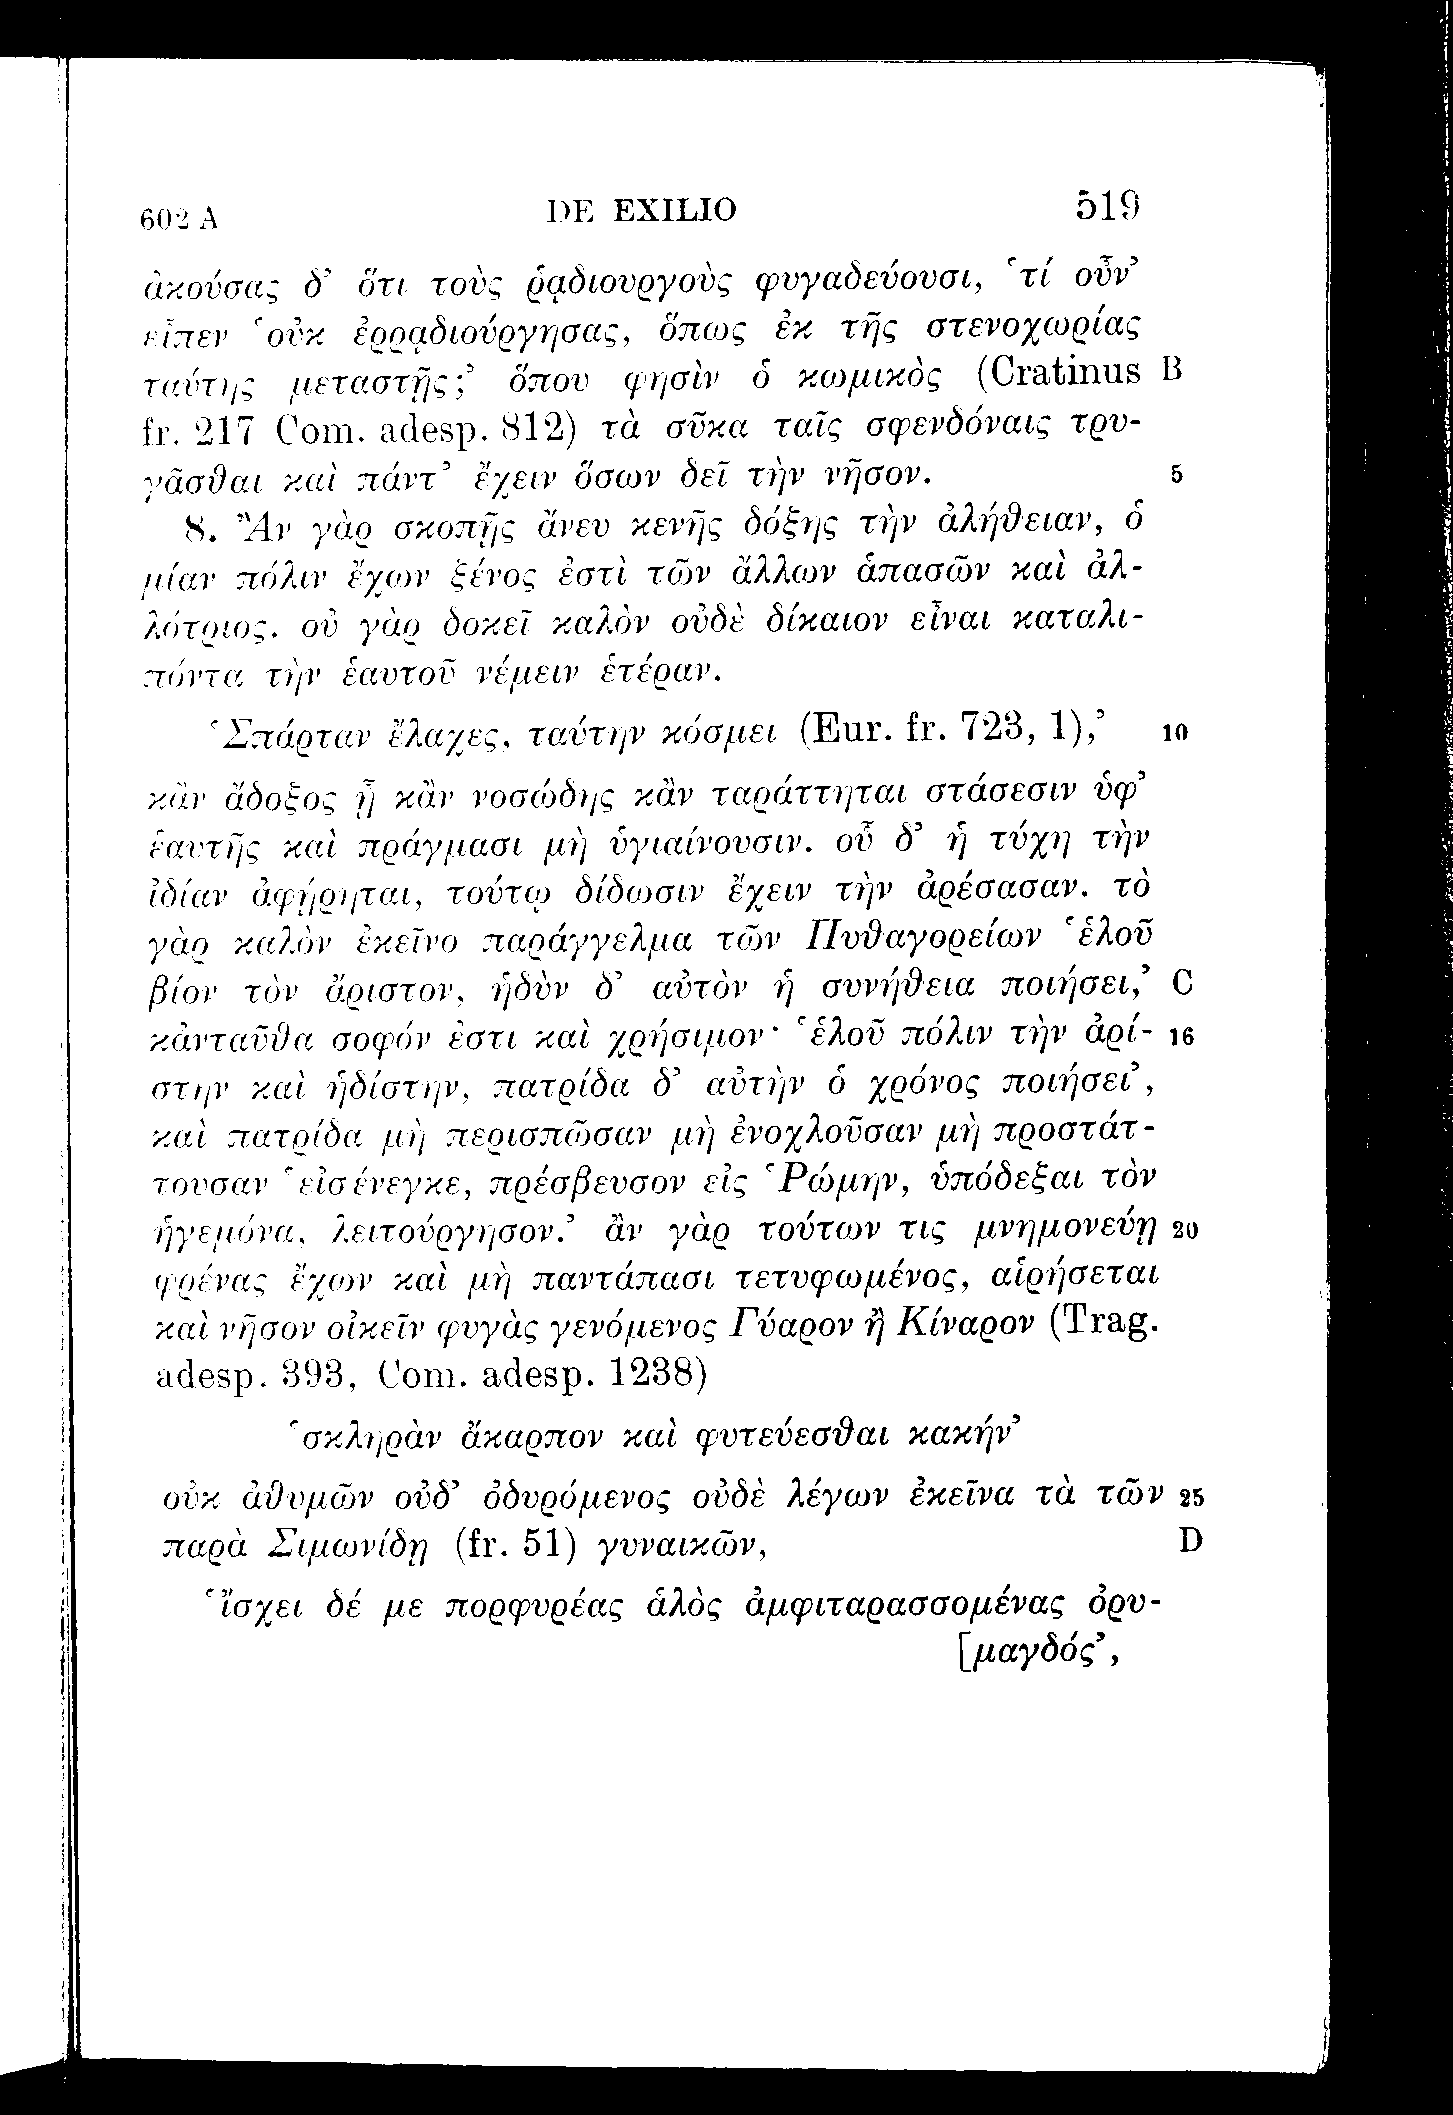 602 A DE EXILIO 519
ἀκούσας δ’ ὅτι τοὺς ῥᾳδιουργοὺς φυγαδεύουσι, ‘τί οὖν’
εἶπεν ‘οὐκ ἐρρᾳδιούργησας, ὅπως ἐκ τῆς στενοχωρίας
ταύτης μεταστῇς;’ ὅπου φησὶν ὁ κωμικὸς (Cratinus B
fr. 217 Com. adesp. 812) τὰ σῦκα ταῖς σφενδόναις τρυ-
γᾶσθαι καὶ πάντ’ ἔχειν ὅσων δεῖ τὴν νῆσον. 5
8. Ἂν γὰρ σκοπῇς ἄνευ κενῆς δόξης τὴν ἀλήθειαν, ὁ
μίαν πόλιν ἔχων ξένος ἐστὶ τῶν ἄλλων ἁπασῶν καὶ ἀλ-
λότριος. οὐ γὰρ δοκεῖ καλὸν οὐδὲ δίκαιον εἶναι καταλι-
πόντα τὴν ἑαυτοῦ νέμειν ἑτέραν.
‘Σπάρταν ἔλαχες, ταύτην κόσμει (Eur. fr. 723, 1),’ 10
κἂν ἄδοξος ᾖ κἂν νοσώδης κἂν ταράττηται στάσεσιν ὑφ’
ἑαυτῆς καὶ πράγμασι μὴ ὑγιαίνουσιν. οὗ δ’ ἡ τύχη τὴν
ἰδίαν ἀφῄρηται, τούτῳ δίδωσιν ἔχειν τὴν ἀρέσασαν. τὸ
γὰρ καλὸν ἐκεῖνο παράγγελμα τῶν Πυθαγορείων ‘ἑλοῦ
βίον τὸν ἄριστον, ἡδὺν δ’ αὐτὸν ἡ συνήθεια ποιήσει,’ C
κἀνταῦθα σοφόν ἐστι καὶ χρήσιμον· ‘ἑλοῦ πόλιν τὴν ἀρί- 16
στην καὶ ἡδίστην, πατρίδα δ’ αὐτὴν ὁ χρόνος ποιήσει’,
καὶ πατρίδα μὴ περισπῶσαν μὴ ἐνοχλοῦσαν μὴ προστάτ-
τουσαν ‘εἰσένεγκε, πρέσβευσον εἰς Ῥώμην, ὑπόδεξαι τὸν
ἡγεμόνα, λειτούργησον.’ ἂν γὰρ τούτων τις μνημονεύῃ 20
φρένας ἔχων καὶ μὴ παντάπασι τετυφωμένος, αἱρήσεται
καὶ νῆσον οἰκεῖν φυγὰς γενόμενος Γύαρον ἢ Κίναρον (Trag.
adesp. 393, Com. adesp. 1238)
‘σκληρὰν ἄκαρπον καὶ φυτεύεσθαι κακήν’
οὐκ ἀθυμῶν οὐδ’ ὀδυρόμενος οὐδὲ λέγων ἐκεῖνα τὰ τῶν 25
παρὰ Σιμωνίδῃ (fr. 51) γυναικῶν, D
‘ἴσχει δέ με πορφυρέας ἁλὸς ἀμφιταρασσομένας ὀρυ-
[μαγδός’,